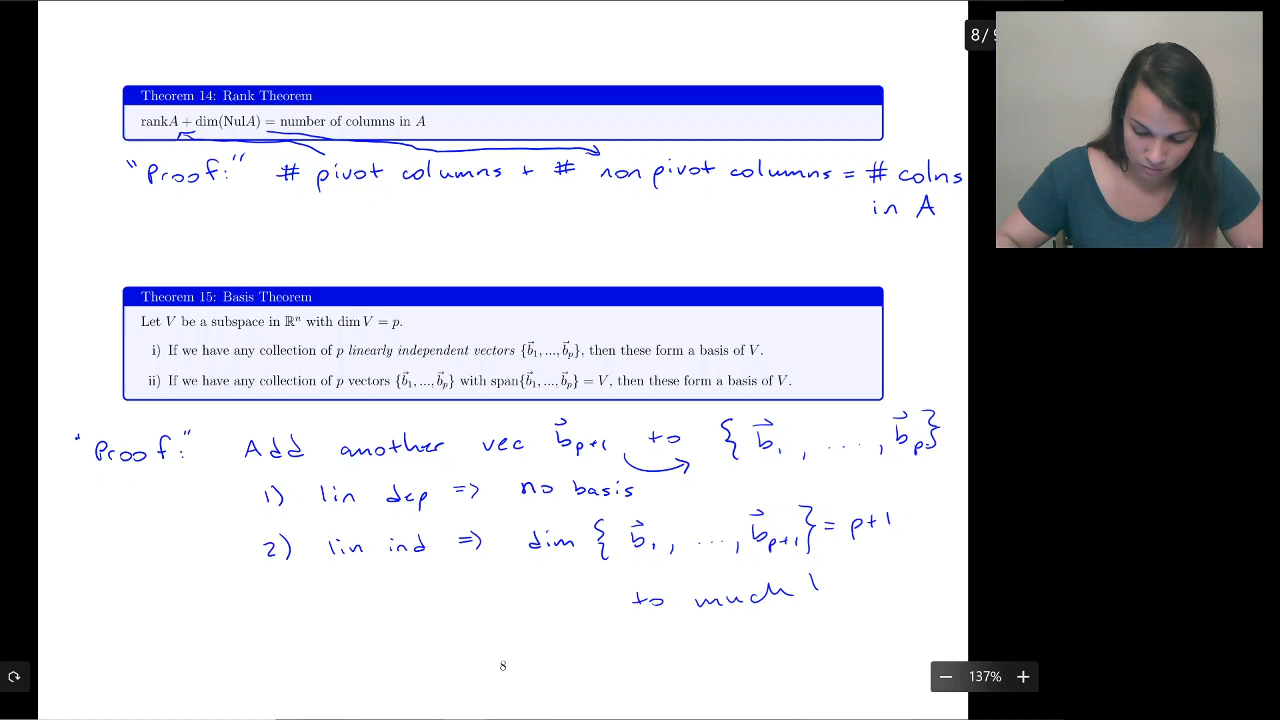 8 / 9
Theorem 14: Rank Theorem
rankA + dim(NulA) = number of columns in A
"Proof:" # pivot columns + # non pivot columns = # colns
in A
Theorem 15: Basis Theorem
Let V be a subspace in ℝⁿ with dim V = p.
i) If we have any collection of p linearly independent vectors {b⃗₁, ..., b⃗ₚ}, then these form a basis of V.
ii) If we have any collection of p vectors {b⃗₁, ..., b⃗ₚ} with span{b⃗₁, ..., b⃗ₚ} = V, then these form a basis of V.
"Proof:" Add another vec b⃗ₚ₊₁ to { b⃗₁, ..., b⃗ₚ}
1) lin dep => no basis
2) lin ind => dim { b⃗₁, ..., b⃗ₚ₊₁} = p+1
to much
8
137%